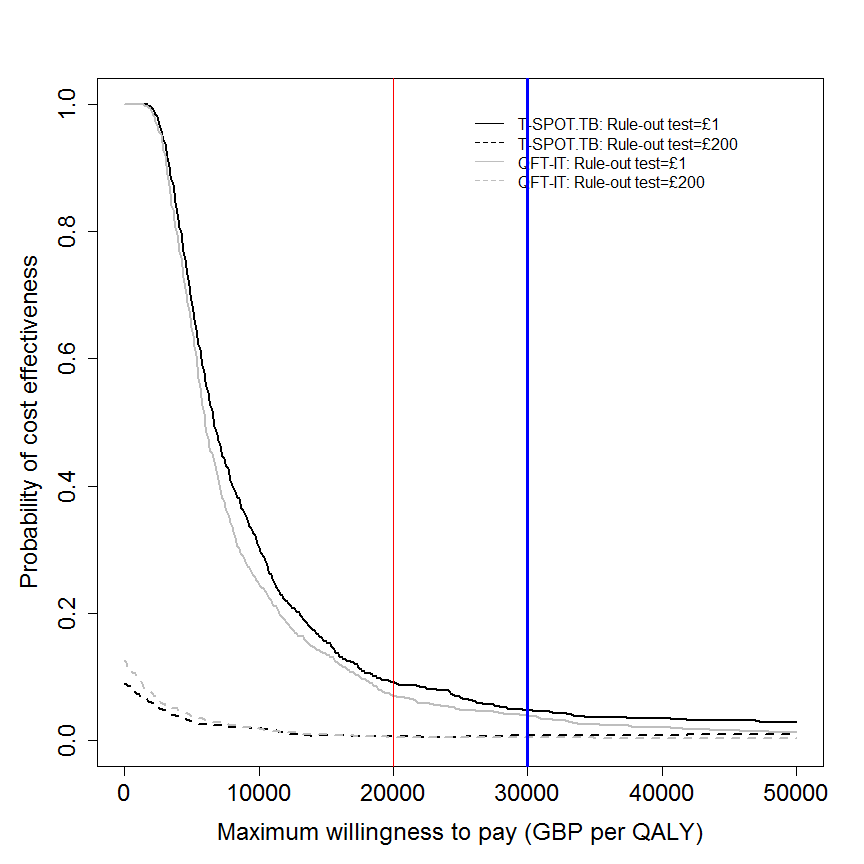 T-SPOT.TB: Rule-out test=£1
T-SPOT.TB: Rule-out test=£200
QFT-IT: Rule-out test=£1
QFT-IT: Rule-out test=£200
Probability of cost effectiveness
1.0
0.8
0.6
0.4
0.2
0.0
0 10000 20000 30000 40000 50000
Maximum willingness to pay (GBP per QALY)